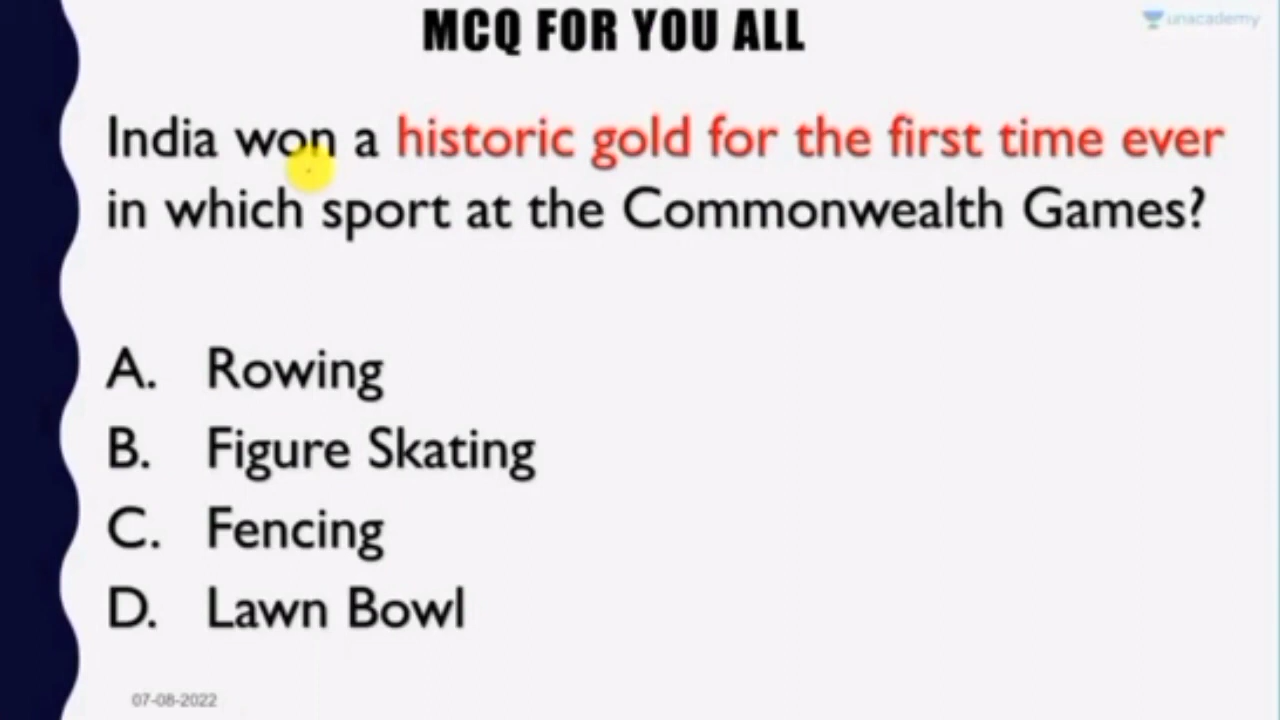 MCQ FOR YOU ALL
unacademy
India won a historic gold for the first time ever
in which sport at the Commonwealth Games?
A. Rowing
B. Figure Skating
C. Fencing
D. Lawn Bowl
07-08-2022